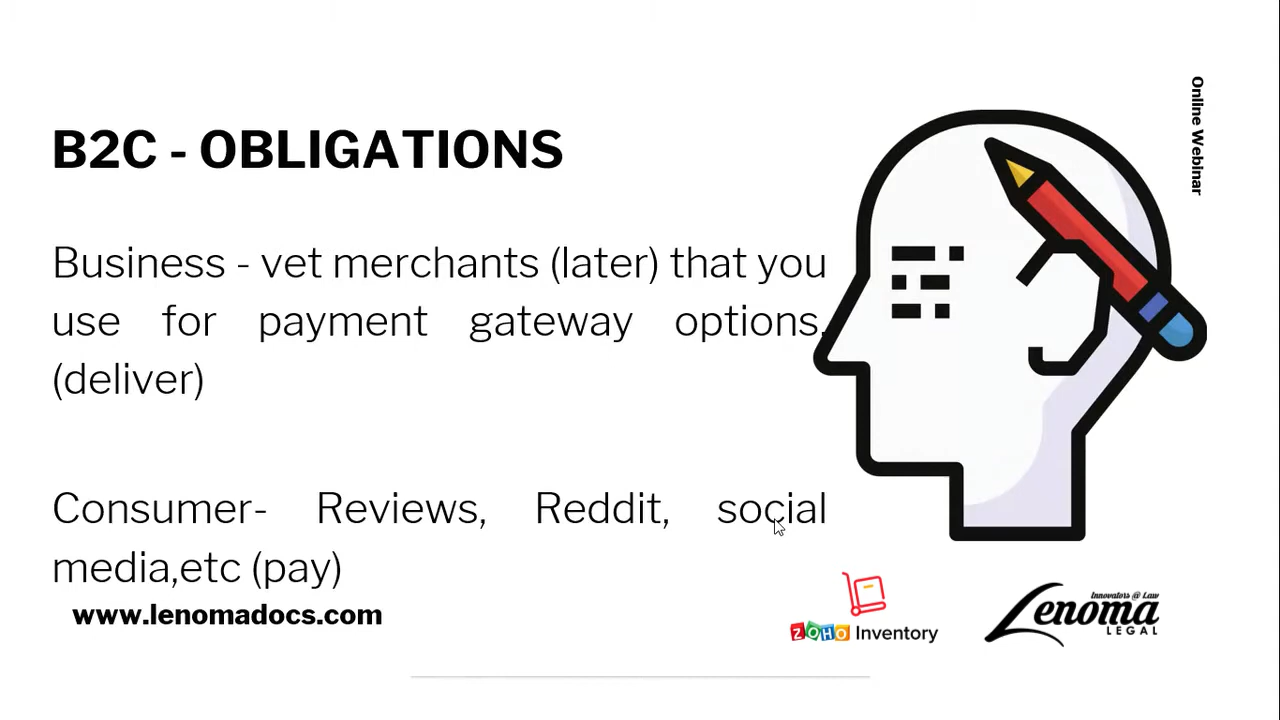 Online Webinar
B2C - OBLIGATIONS
Business - vet merchants (later) that you
use for payment gateway options.
(deliver)
Consumer- Reviews, Reddit, social
media,etc (pay)
www.lenomadocs.com
ZOHO Inventory
Innovators @ Law
Lenoma
LEGAL